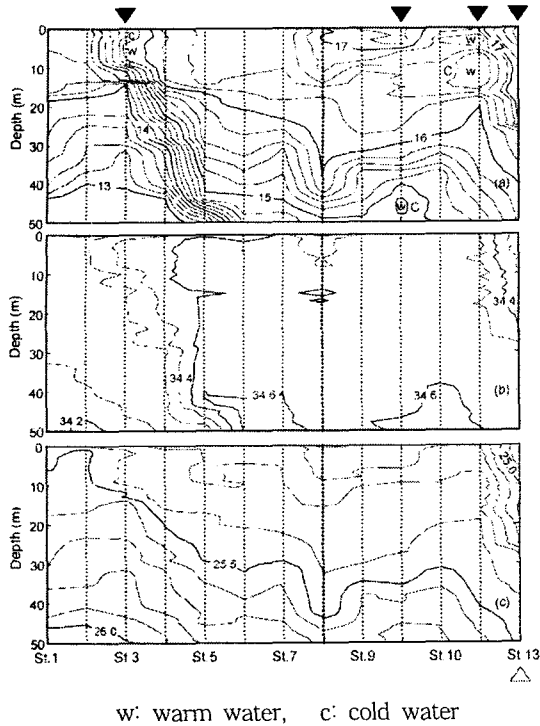 0
10
20
30
40
50
Depth (m)
C
W
14
13
15
17
16
W
C
W
17
W
C
(a)
0
10
20
30
40
50
Depth (m)
34.2
34.4
34.6
34.6
34.4
(b)
0
10
20
30
40
50
Depth (m)
26.0
25.5
25.0
(c)
St.1
St.3
St.5
St.7
St.9
St.10
St.13
w: warm water, c: cold water